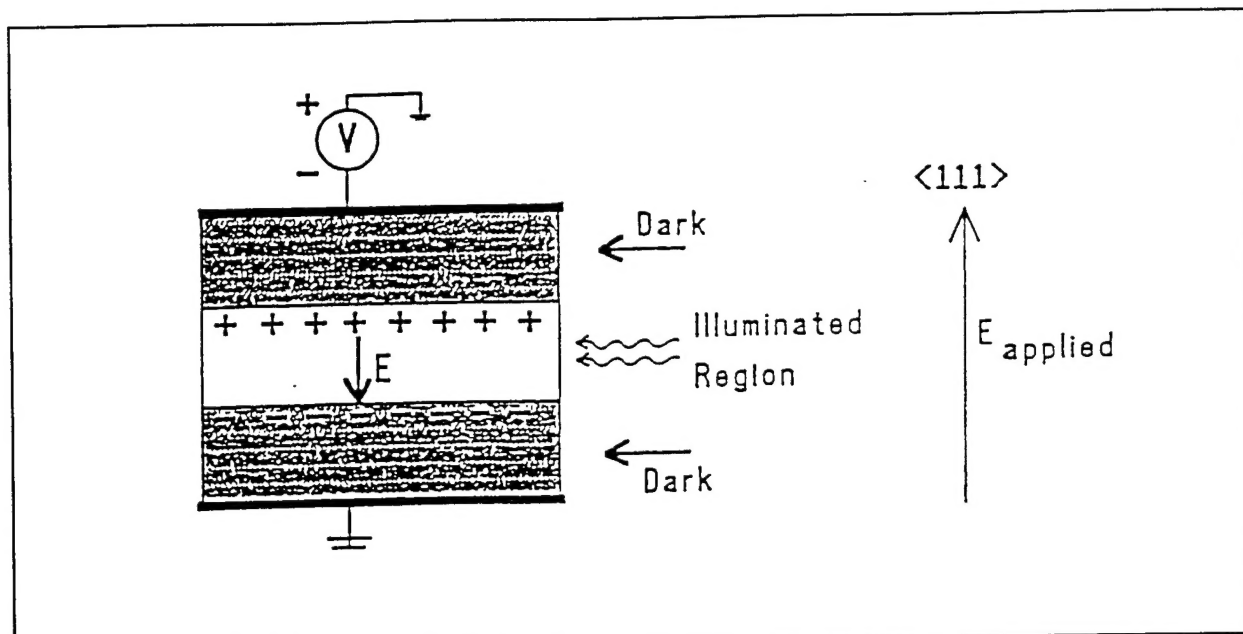 +
V
−
<111>
Dark
+ + + + + + + +
Illuminated
Region
E
E applied
Dark